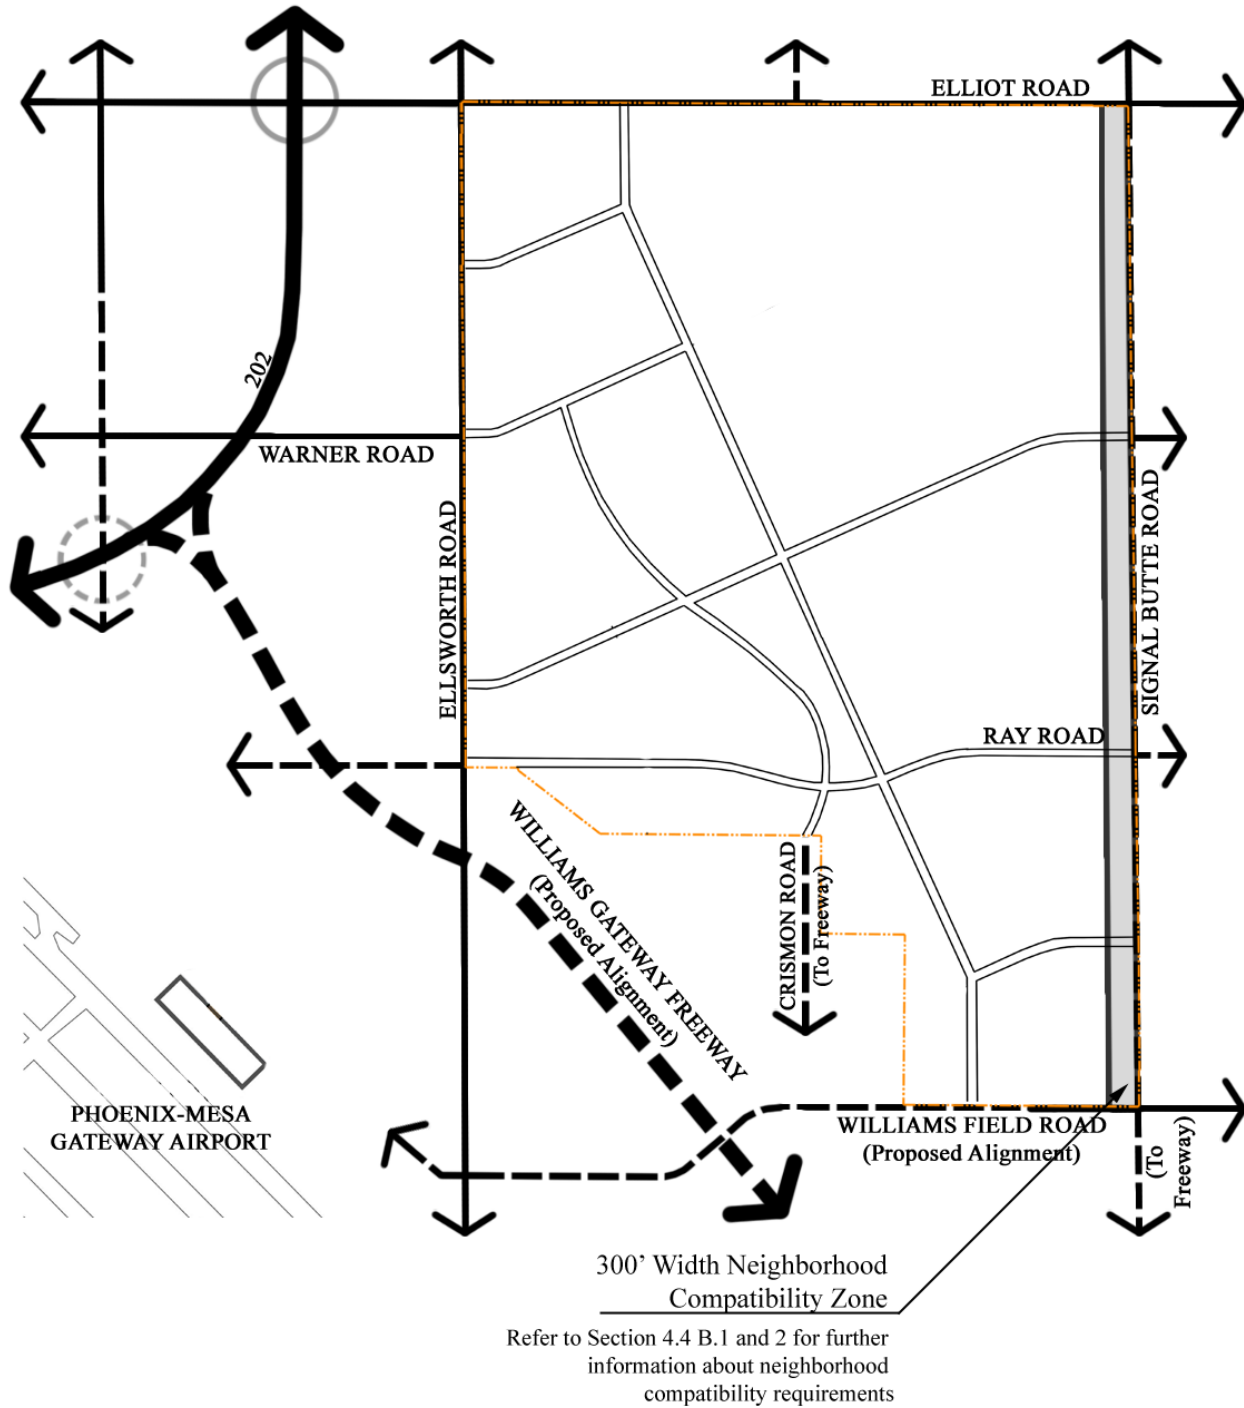 ELLIOT ROAD
202
WARNER ROAD
ELLSWORTH ROAD
SIGNAL BUTTE ROAD
RAY ROAD
WILLIAMS GATEWAY FREEWAY
(Proposed Alignment)
CRISMON ROAD
(To Freeway)
PHOENIX-MESA
GATEWAY AIRPORT
WILLIAMS FIELD ROAD
(Proposed Alignment)
(To
Freeway)
300’ Width Neighborhood
Compatibility Zone
Refer to Section 4.4 B.1 and 2 for further
information about neighborhood
compatibility requirements